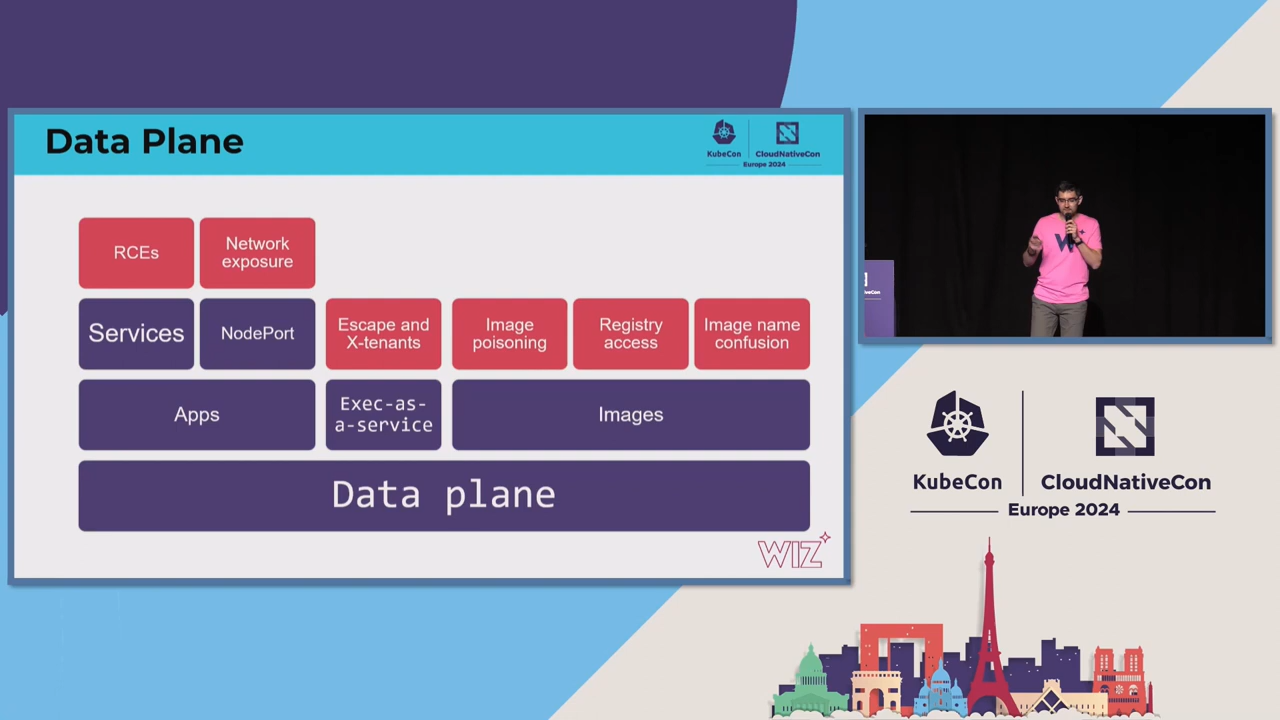 Data Plane
KubeCon
CloudNativeCon
Europe 2024
RCEs
Network
exposure
Services
NodePort
Escape and
X-tenants
Image
poisoning
Registry
access
Image name
confusion
Apps
Exec-as-
a-service
Images
Data plane
WIZ
W
KubeCon
CloudNativeCon
Europe 2024